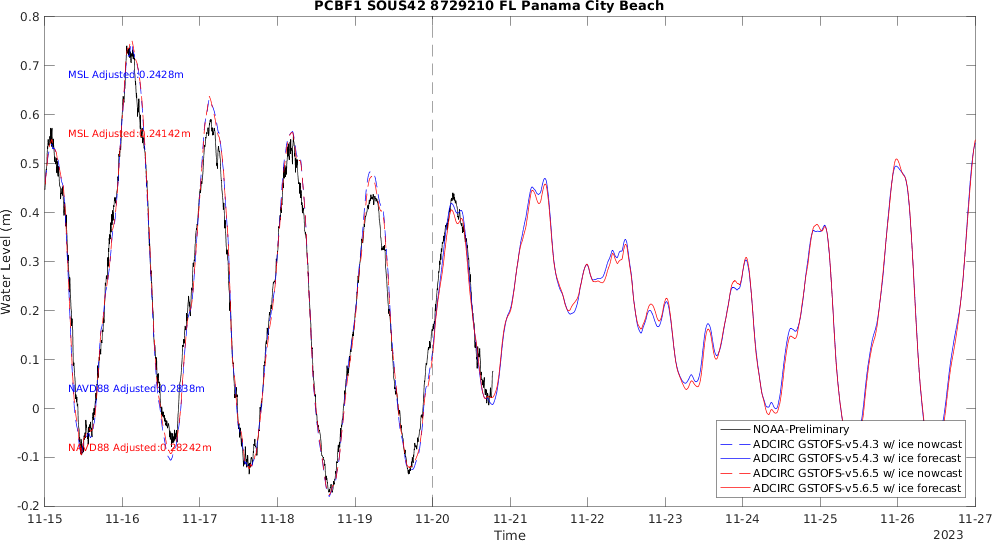 PCBF1 SOUS42 8729210 FL Panama City Beach
Water Level (m)
0.8
0.7
0.6
0.5
0.4
0.3
0.2
0.1
0
-0.1
-0.2
MSL Adjusted:0.2428m
MSL Adjusted:0.24142m
NAVD88 Adjusted:0.2838m
NAVD88 Adjusted:0.28242m
NOAA-Preliminary
ADCIRC GSTOFS-v5.4.3 w/ ice nowcast
ADCIRC GSTOFS-v5.4.3 w/ ice forecast
ADCIRC GSTOFS-v5.6.5 w/ ice nowcast
ADCIRC GSTOFS-v5.6.5 w/ ice forecast
11-15 11-16 11-17 11-18 11-19 11-20 11-21 11-22 11-23 11-24 11-25 11-26 11-27
Time
2023